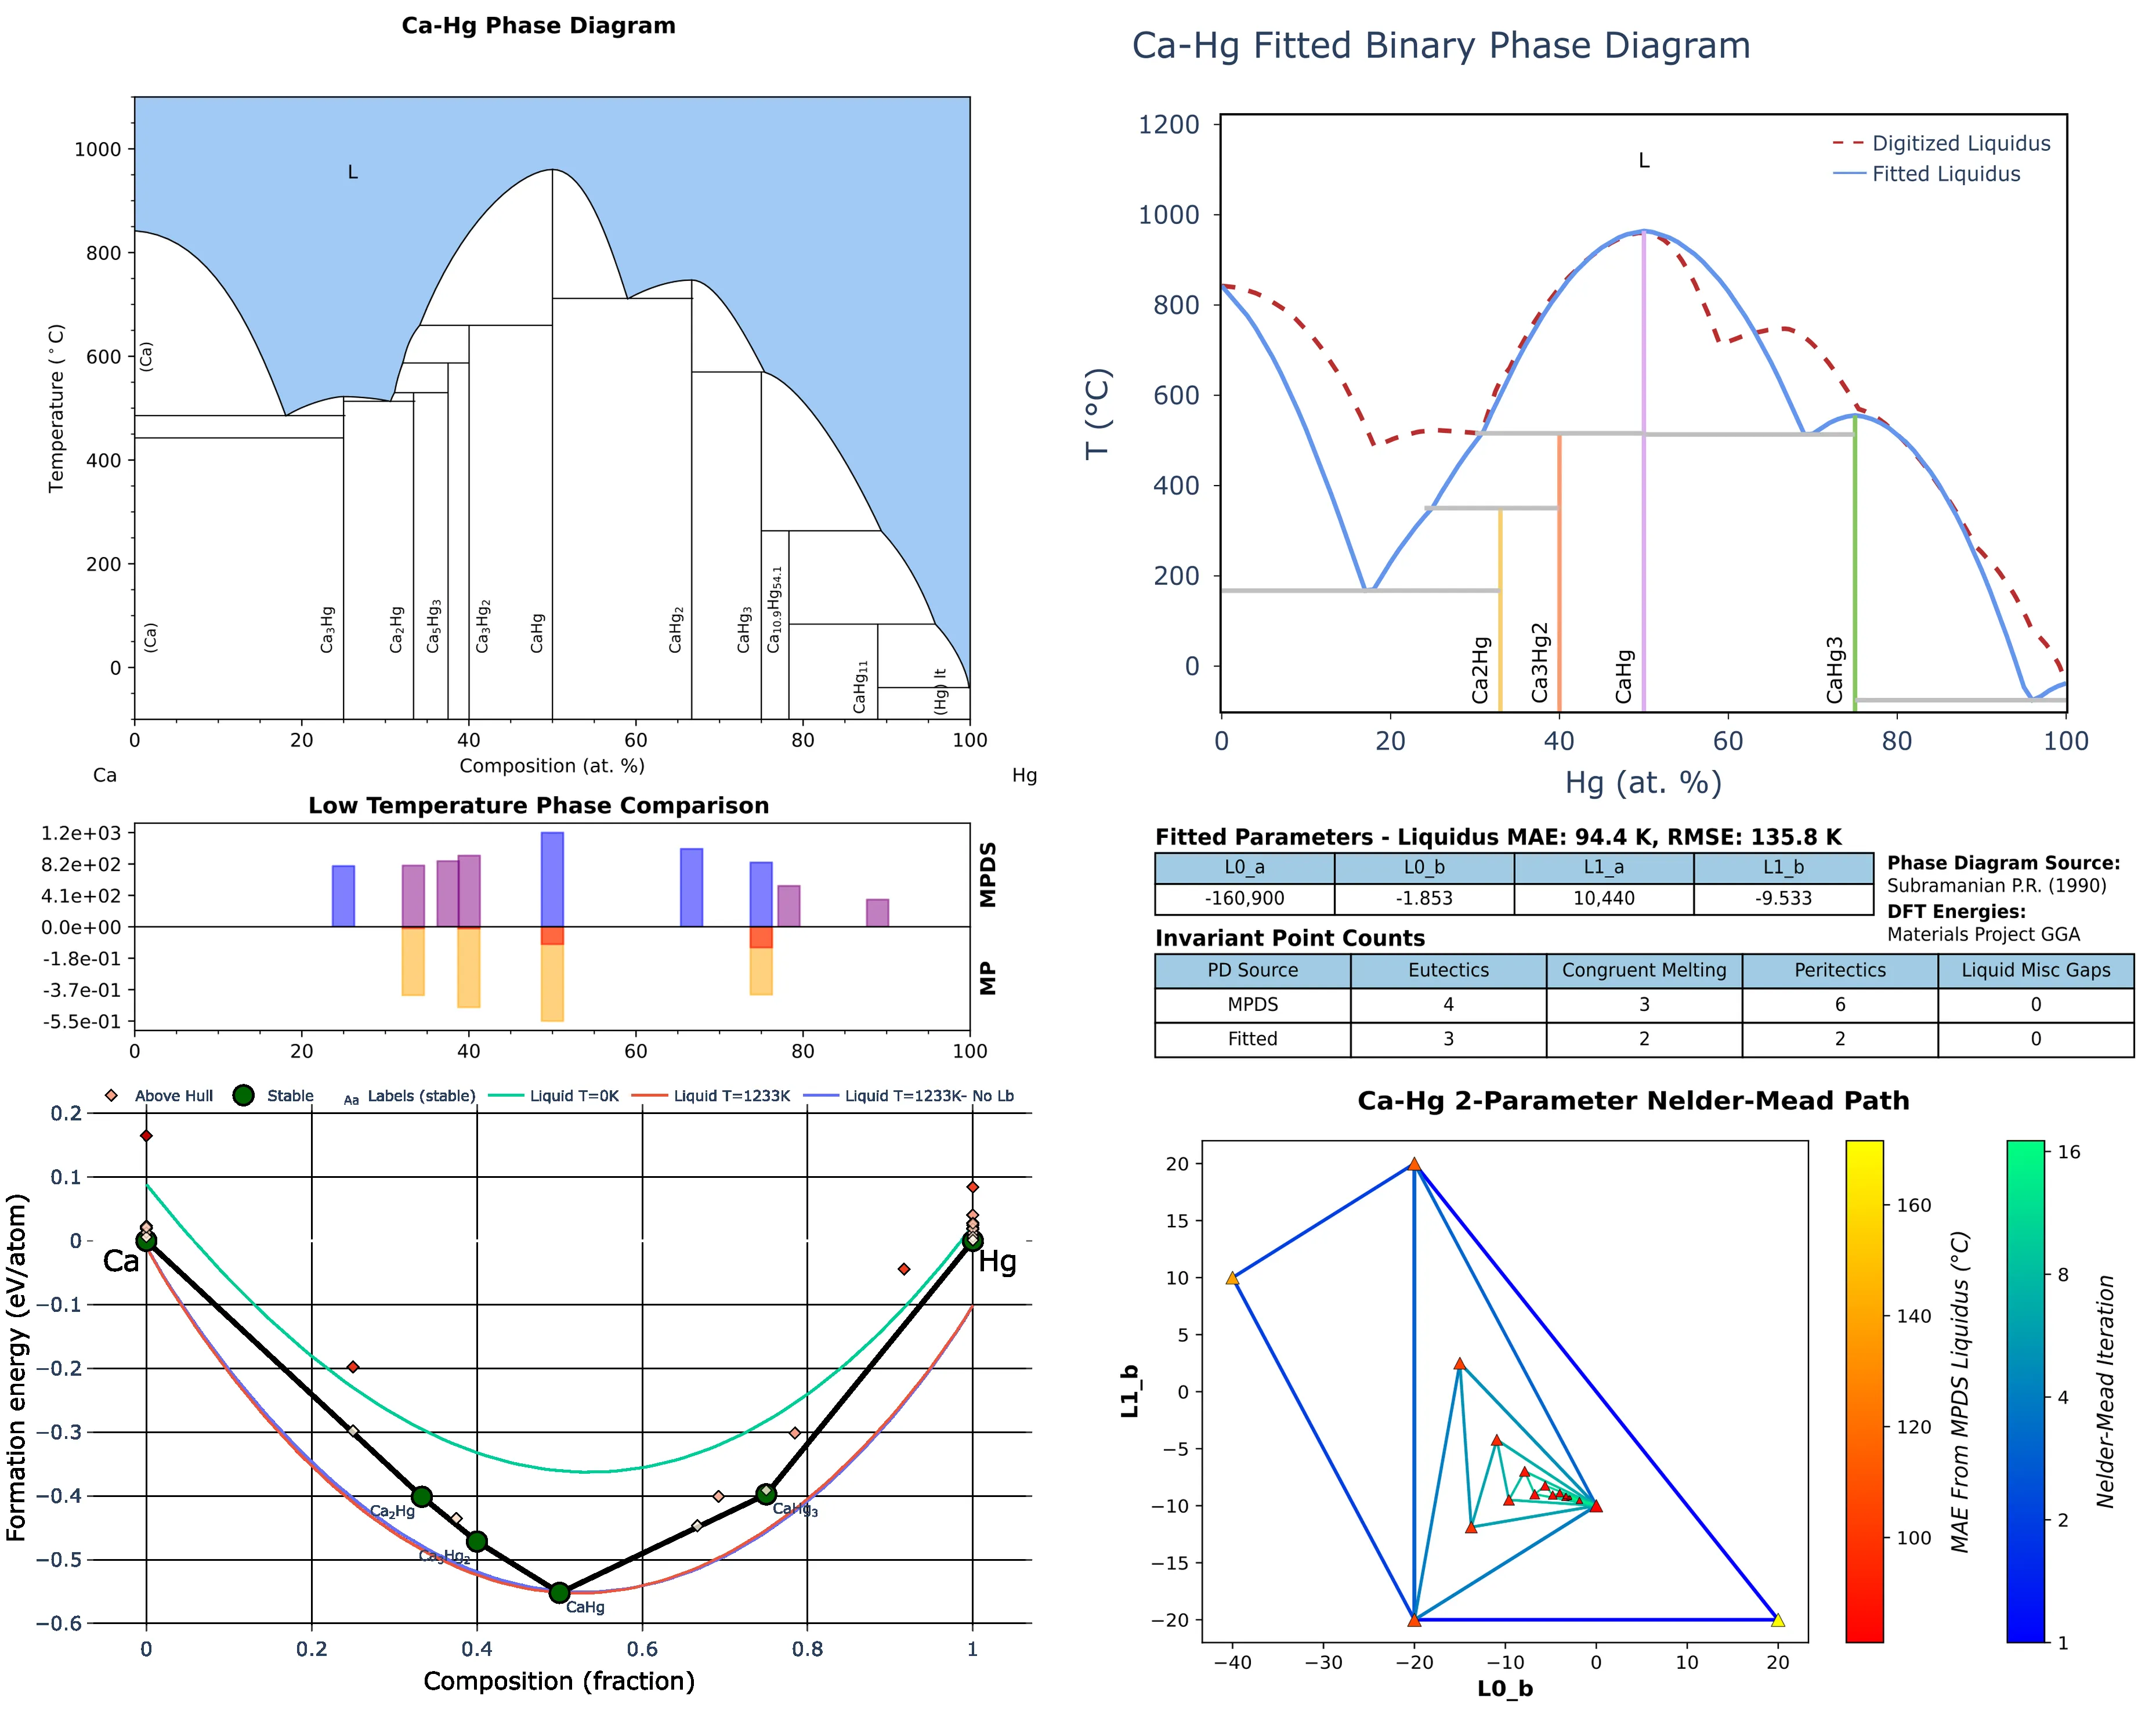 Ca-Hg Phase Diagram
1000
800
600
400
200
0
Temperature (°C)
L
(Ca)
(Ca)
Ca3Hg
Ca2Hg
Ca5Hg3
Ca3Hg2
CaHg
CaHg2
CaHg3
Ca10.9Hg54.1
CaHg11
(Hg) lt
0 20 40 60 80 100
Composition (at. %)
Ca Hg
Ca-Hg Fitted Binary Phase Diagram
1200
1000
800
600
400
200
0
T (°C)
L
Digitized Liquidus
Fitted Liquidus
Ca2Hg
Ca3Hg2
CaHg
CaHg3
0 20 40 60 80 100
Hg (at. %)
Low Temperature Phase Comparison
1.2e+03
8.2e+02
4.1e+02
0.0e+00
-1.8e-01
-3.7e-01
-5.5e-01
MPDS
MP
0 20 40 60 80 100
Fitted Parameters - Liquidus MAE: 94.4 K, RMSE: 135.8 K
L0_a L0_b L1_a L1_b
-160,900 -1.853 10,440 -9.533
Phase Diagram Source:
Subramanian P.R. (1990)
DFT Energies:
Materials Project GGA
Invariant Point Counts
PD Source Eutectics Congruent Melting Peritectics Liquid Misc Gaps
MPDS 4 3 6 0
Fitted 3 2 2 0
Above Hull Stable Aa Labels (stable) Liquid T=0K Liquid T=1233K Liquid T=1233K- No Lb
0.2
0.1
0
−0.1
−0.2
−0.3
−0.4
−0.5
−0.6
Formation energy (eV/atom)
Ca
Hg
Ca2Hg
Ca3Hg2
CaHg
CaHg3
0 0.2 0.4 0.6 0.8 1
Composition (fraction)
Ca-Hg 2-Parameter Nelder-Mead Path
20
15
10
5
0
−5
−10
−15
−20
L1_b
−40 −30 −20 −10 0 10 20
L0_b
160
140
120
100
MAE From MPDS Liquidus (°C)
16
8
4
2
1
Nelder-Mead Iteration